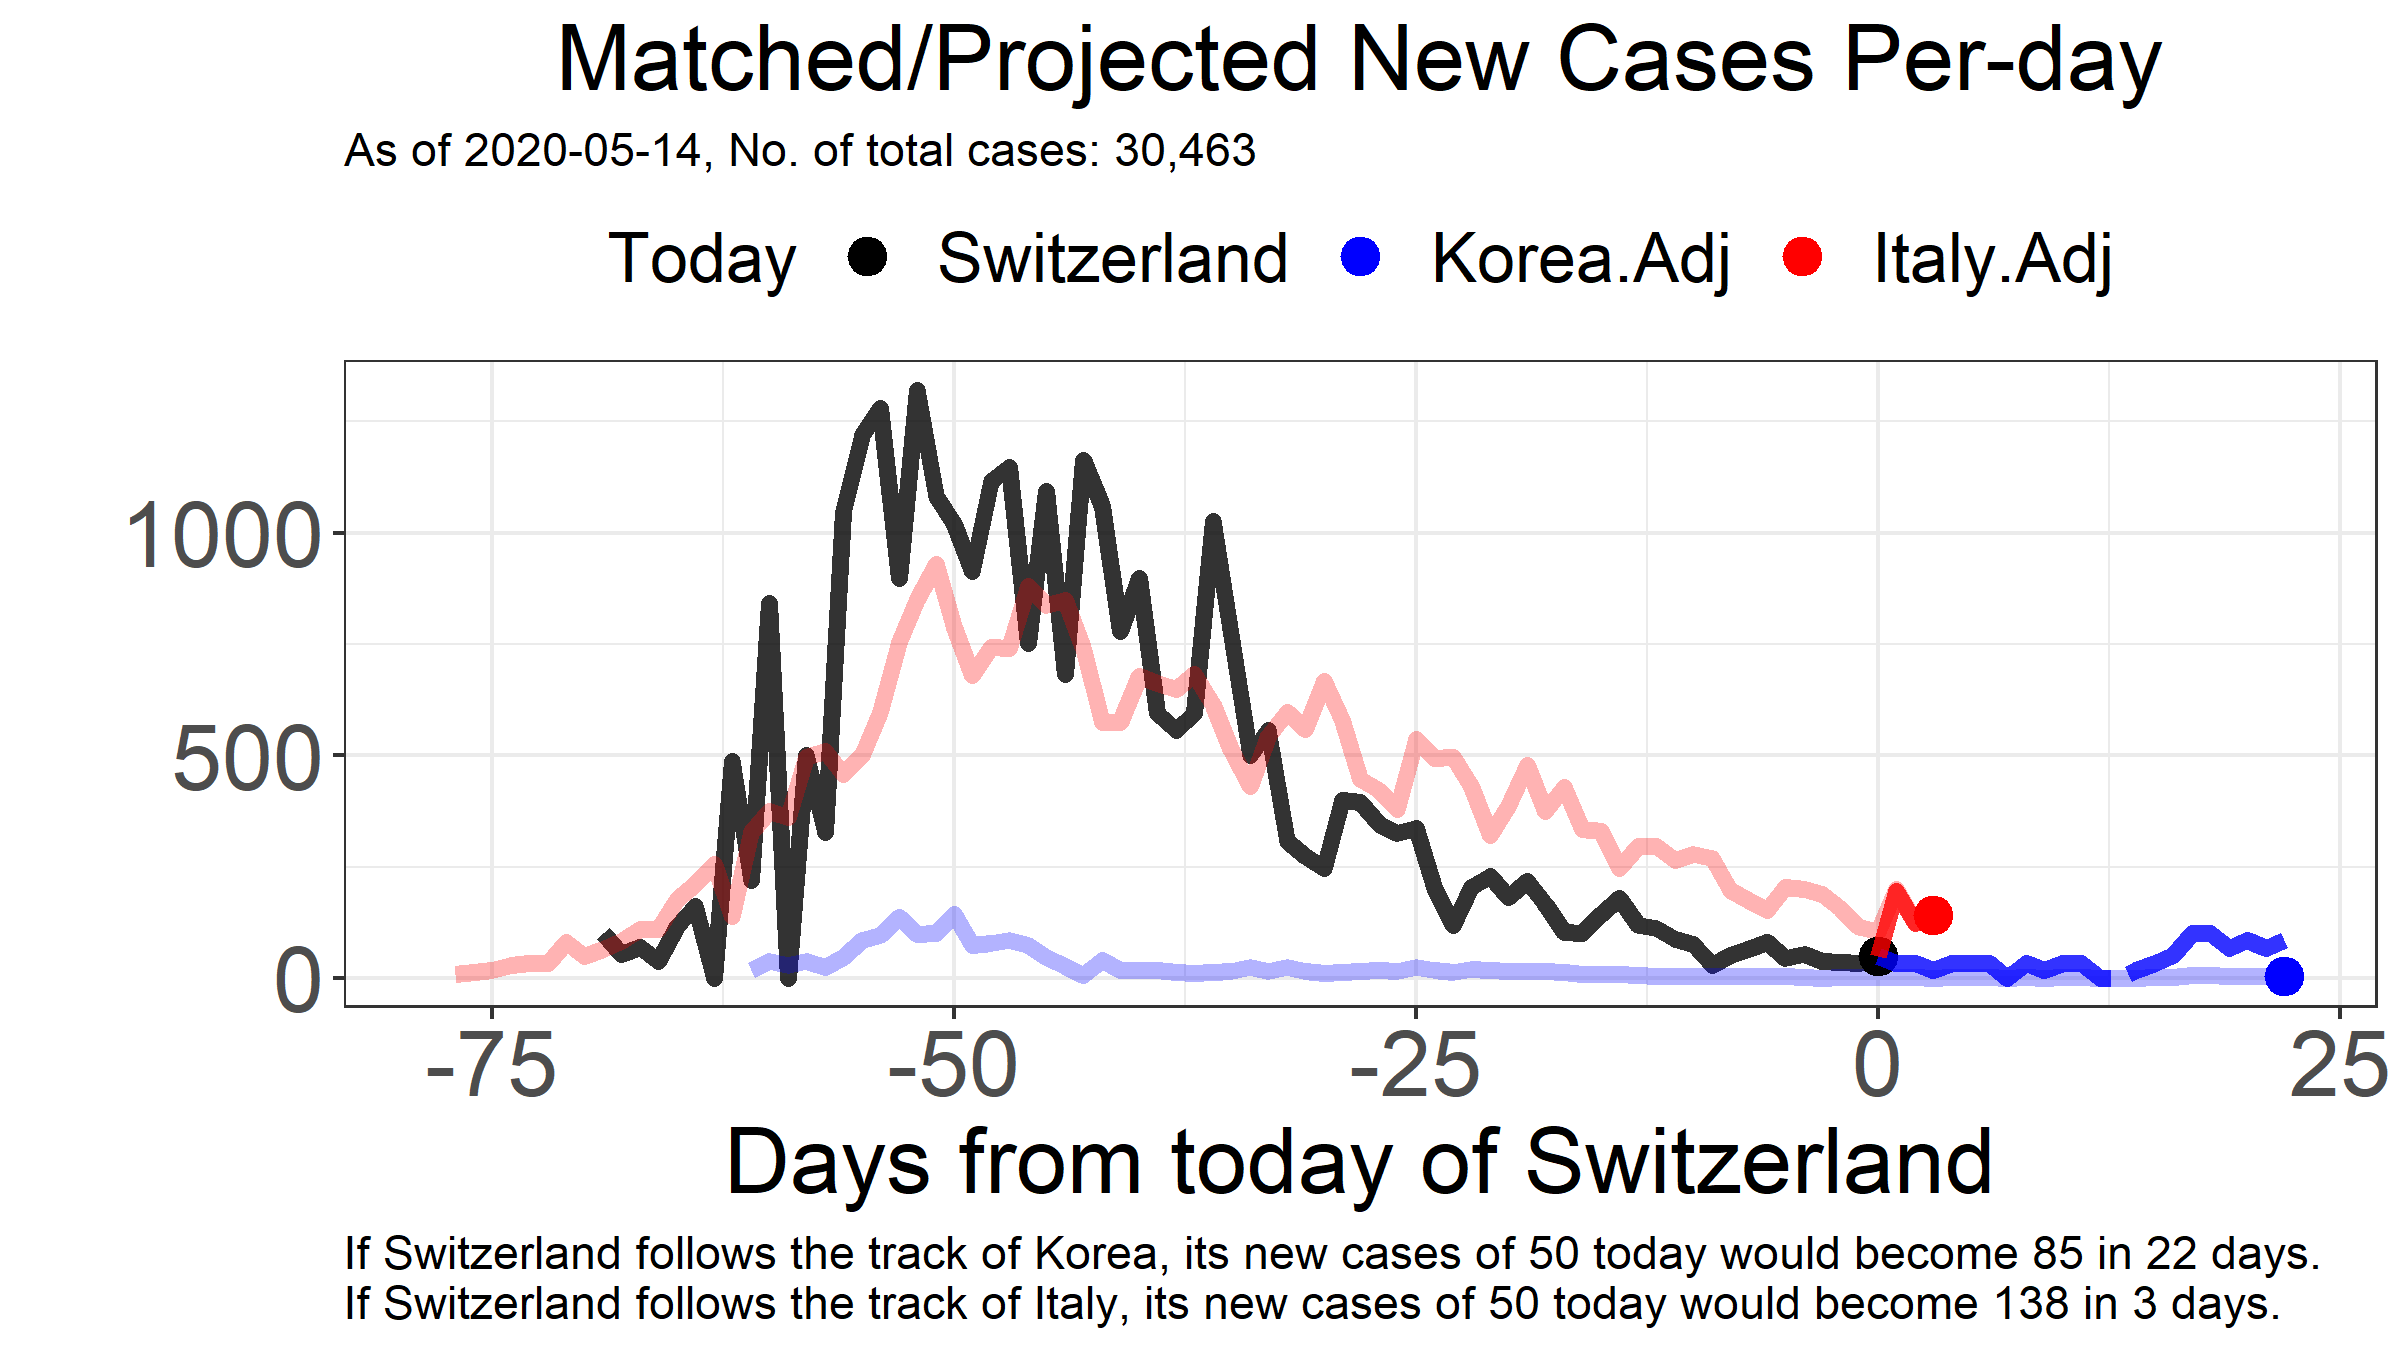 Matched/Projected New Cases Per-day
As of 2020-05-14, No. of total cases: 30,463
Today Switzerland Korea.Adj Italy.Adj
1000
500
0
-75 -50 -25 0 25
Days from today of Switzerland
If Switzerland follows the track of Korea, its new cases of 50 today would become 85 in 22 days.
If Switzerland follows the track of Italy, its new cases of 50 today would become 138 in 3 days.